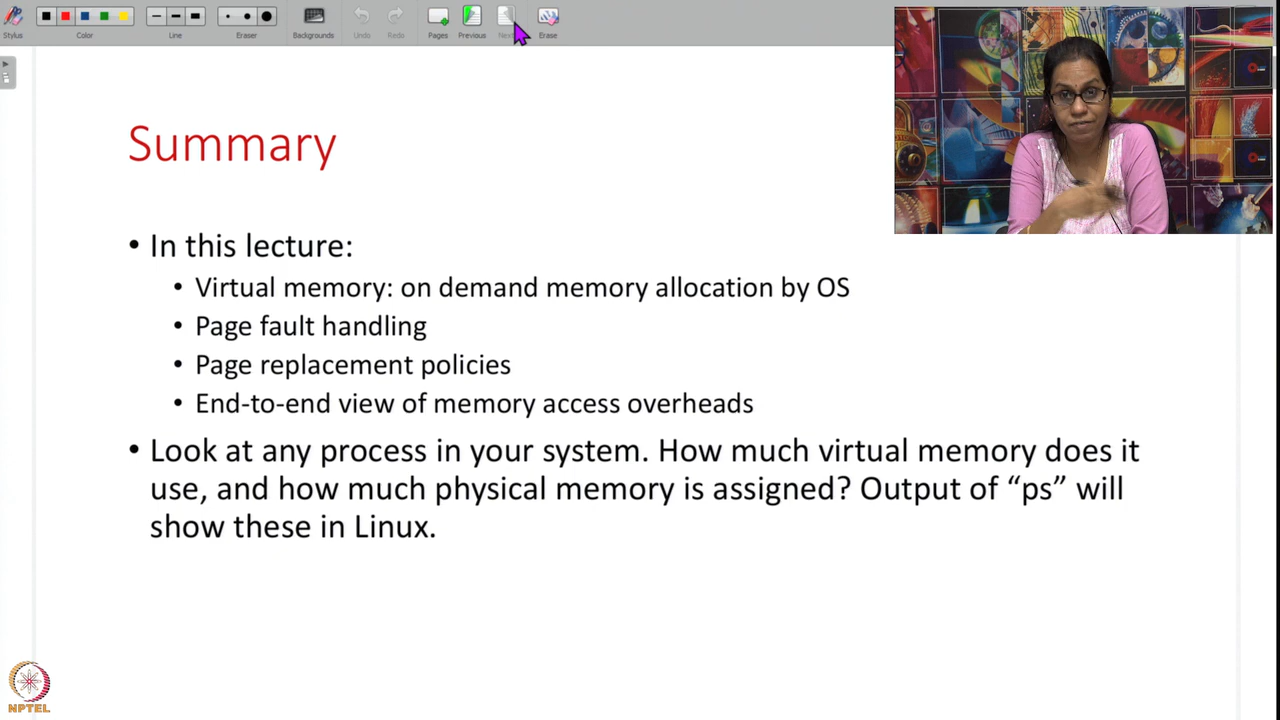 Stylus
Color
Line
Eraser
Backgrounds
Undo
Redo
Pages
Previous
Next
Erase
Summary
• In this lecture:
• Virtual memory: on demand memory allocation by OS
• Page fault handling
• Page replacement policies
• End-to-end view of memory access overheads
• Look at any process in your system. How much virtual memory does it
use, and how much physical memory is assigned? Output of “ps” will
show these in Linux.
NPTEL